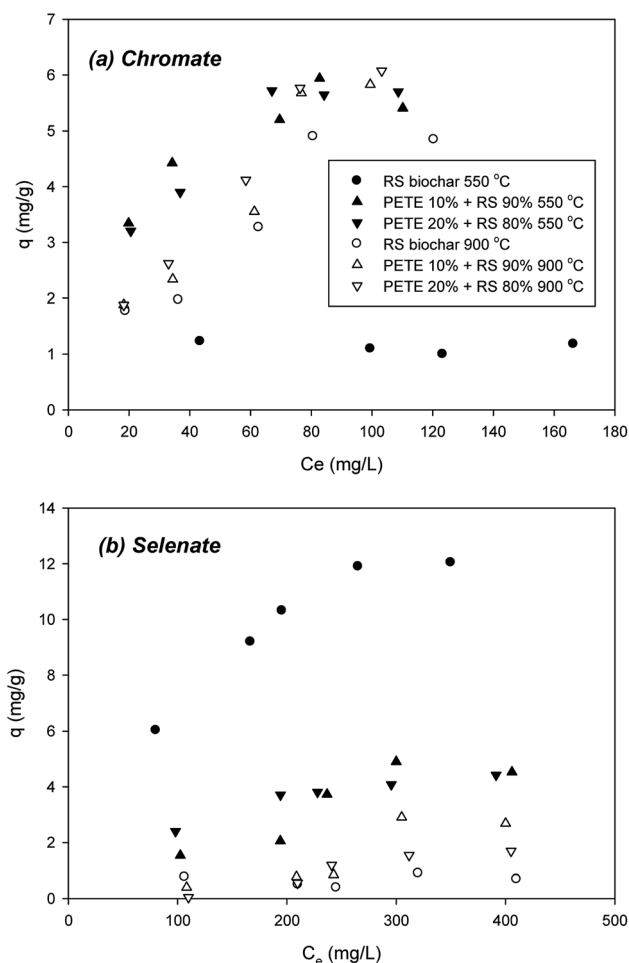 7
6
5
4
3
2
1
0
q (mg/g)
(a) Chromate
RS biochar 550 °C
PETE 10% + RS 90% 550 °C
PETE 20% + RS 80% 550 °C
RS biochar 900 °C
PETE 10% + RS 90% 900 °C
PETE 20% + RS 80% 900 °C
0 20 40 60 80 100 120 140 160 180
Ce (mg/L)
14
12
10
8
6
4
2
0
q (mg/g)
(b) Selenate
0 100 200 300 400 500
Ce (mg/L)